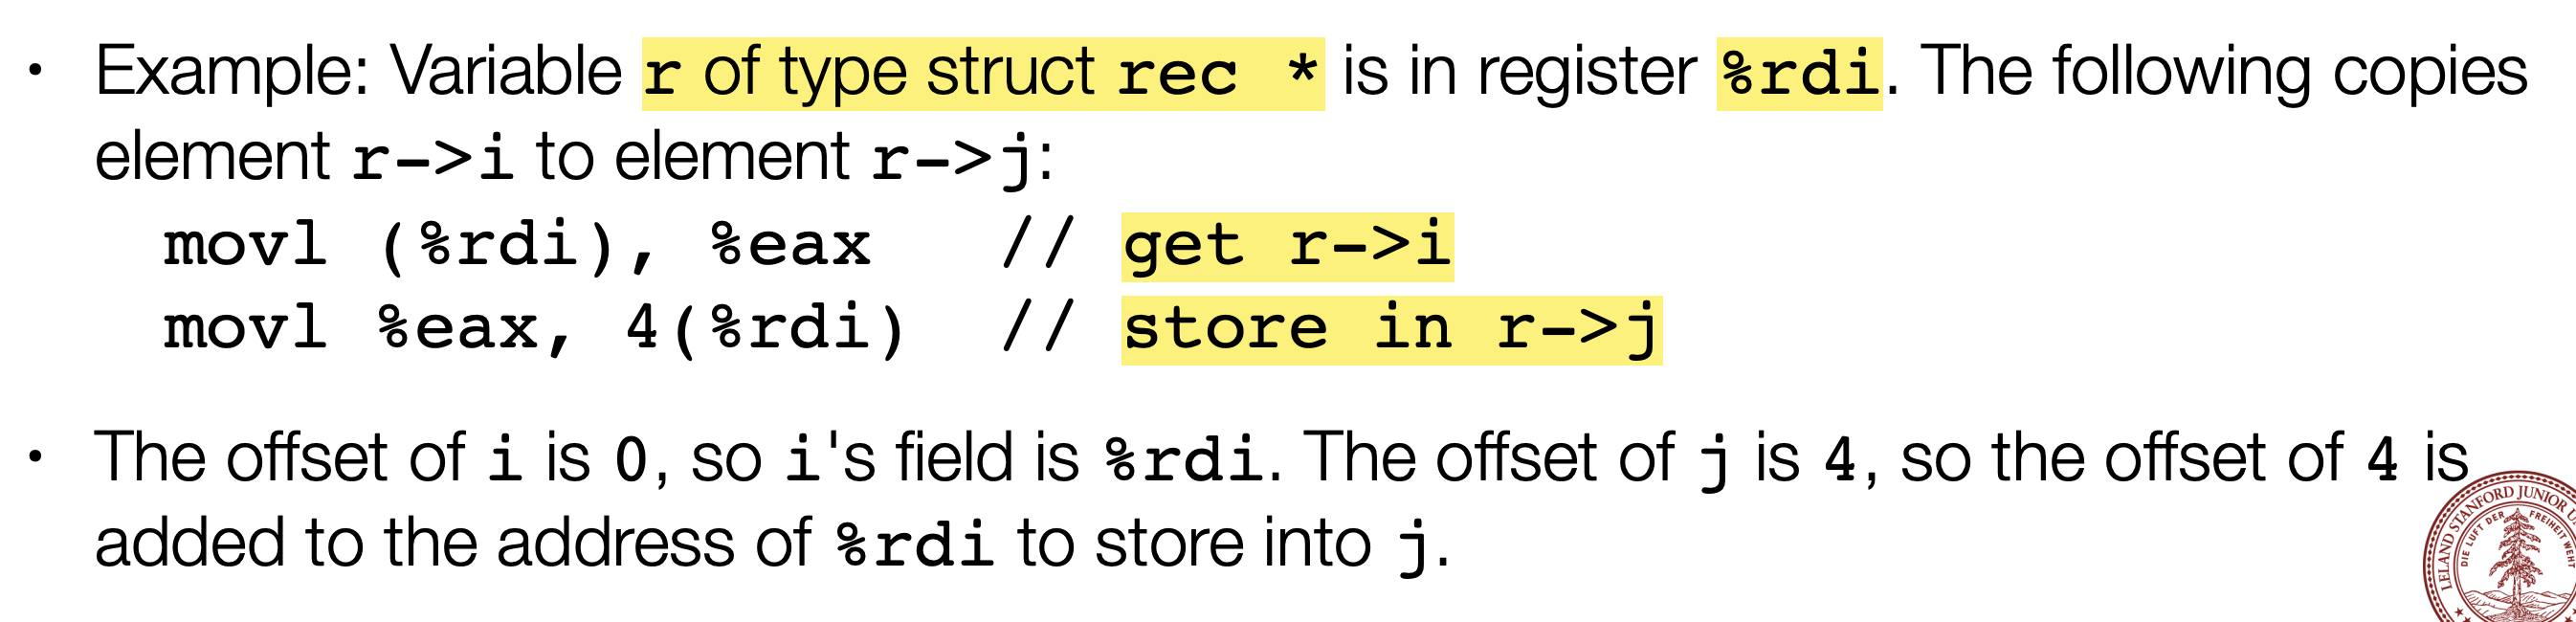 • Example: Variable r of type struct rec * is in register %rdi. The following copies
element r->i to element r->j:
movl (%rdi), %eax // get r->i
movl %eax, 4(%rdi) // store in r->j
• The offset of i is 0, so i's field is %rdi. The offset of j is 4, so the offset of 4 is
added to the address of %rdi to store into j.
LELAND STANFORD JUNIOR U
DIE LUFT DER FREIHEIT WEHT